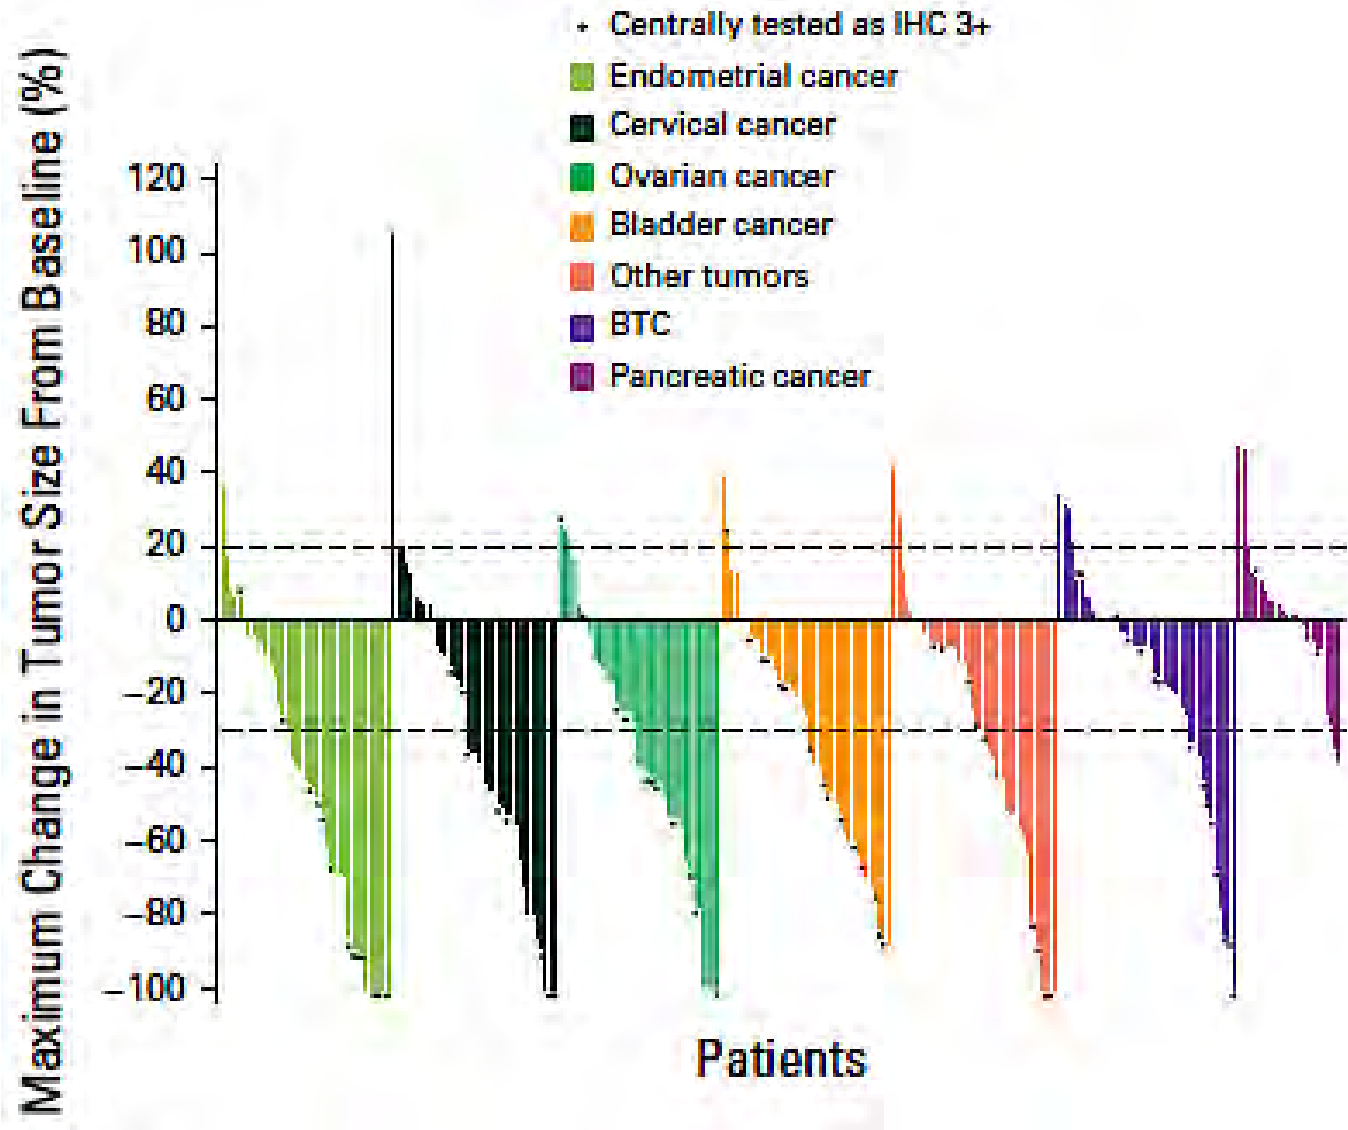 Centrally tested as IHC 3+
Endometrial cancer
Cervical cancer
Ovarian cancer
Bladder cancer
Other tumors
BTC
Pancreatic cancer
Maximum Change in Tumor Size From Baseline (%)
120
100
80
60
40
20
0
−20
−40
−60
−80
−100
Patients